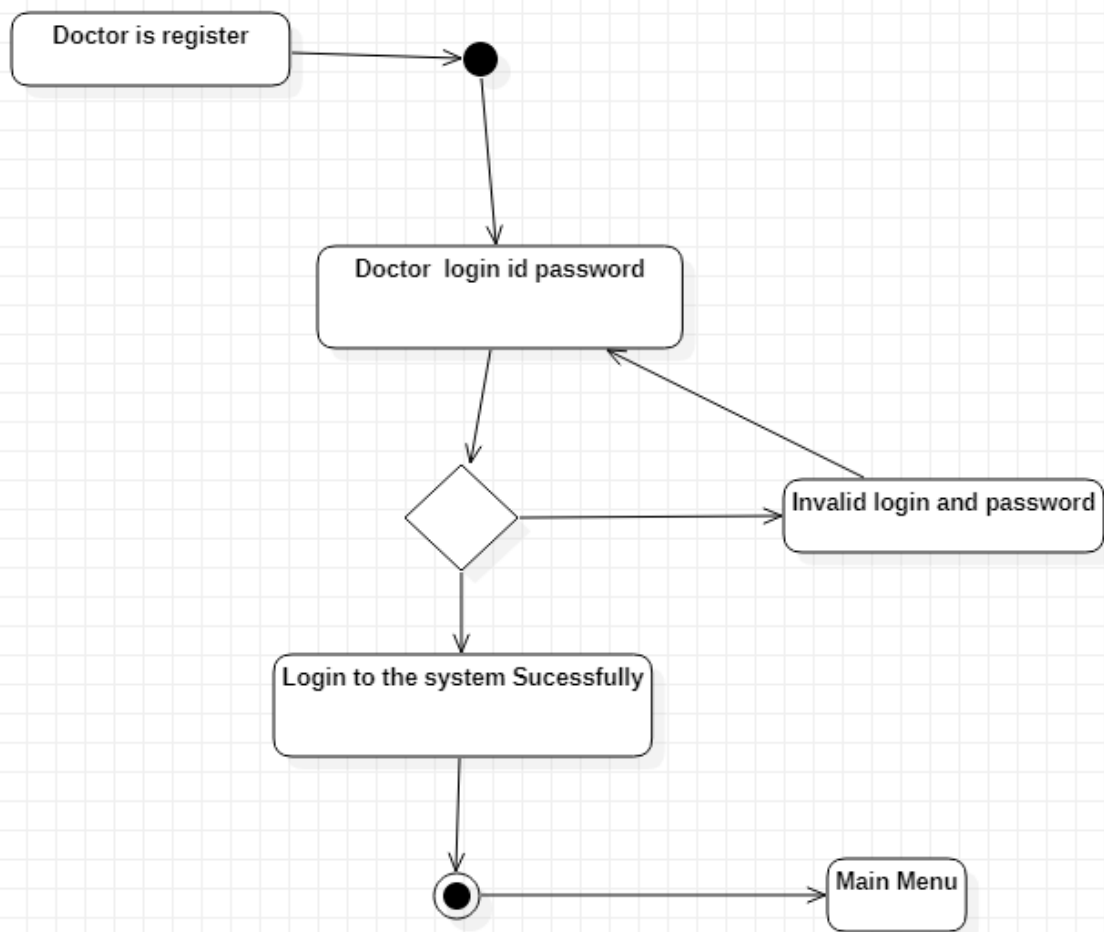 Doctor is register
Doctor  login id password
Invalid login and password
Login to the system Sucessfully
Main Menu